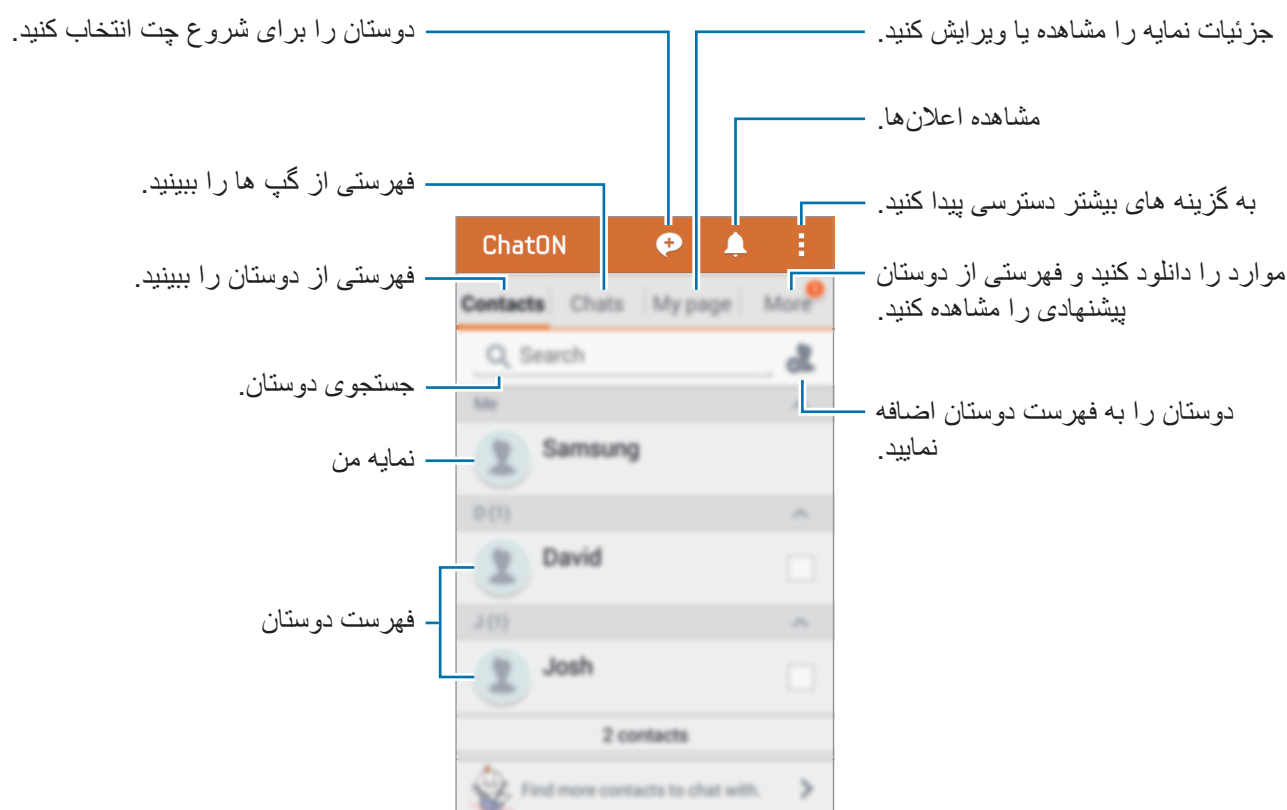 دوستان را برای شروع چت انتخاب کنید.
جزئیات نمایه را مشاهده یا ویرایش کنید.
مشاهده اعلان‌ها.
فهرستی از گپ ها را ببینید.
به گزینه های بیشتر دسترسی پیدا کنید.
ChatON
فهرستی از دوستان را ببینید.
موارد را دانلود کنید و فهرستی از دوستان
پیشنهادی را مشاهده کنید.
Contacts Chats My page More
Search
جستجوی دوستان.
دوستان را به فهرست دوستان اضافه
نمایید.
Me
نمایه من
Samsung
D (1)
David
فهرست دوستان
J (1)
Josh
2 contacts
Find more contacts to chat with.